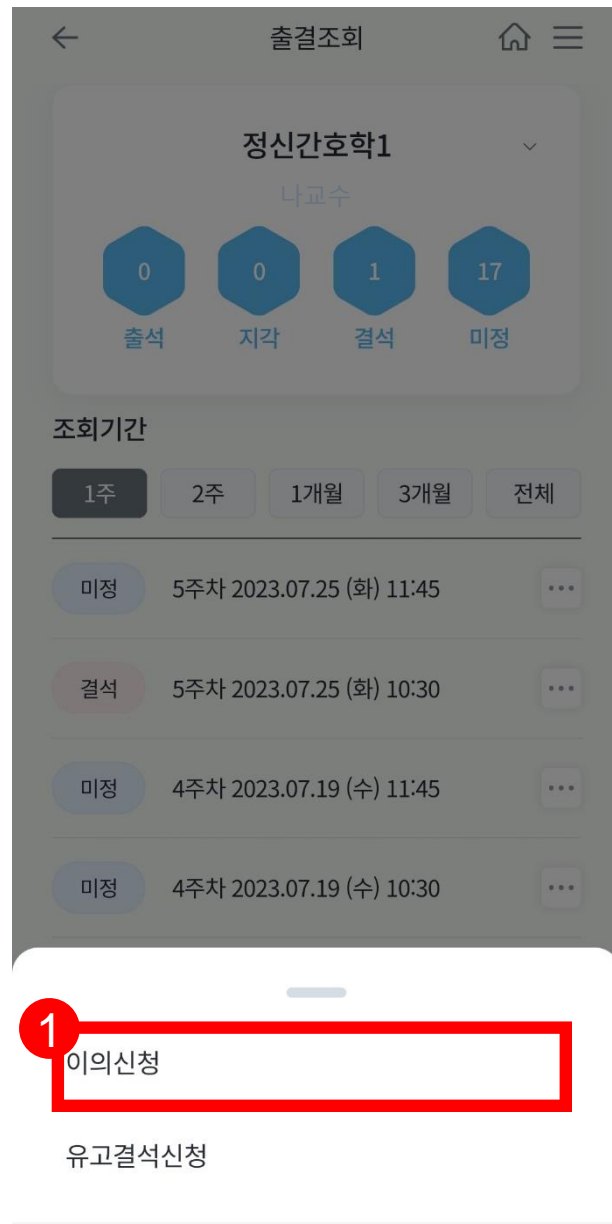 출결조회
정신간호학1
나교수
0 0 1 17
출석 지각 결석 미정
조회기간
1주 2주 1개월 3개월 전체
미정 5주차 2023.07.25 (화) 11:45
결석 5주차 2023.07.25 (화) 10:30
미정 4주차 2023.07.19 (수) 11:45
미정 4주차 2023.07.19 (수) 10:30
1
이의신청
유고결석신청